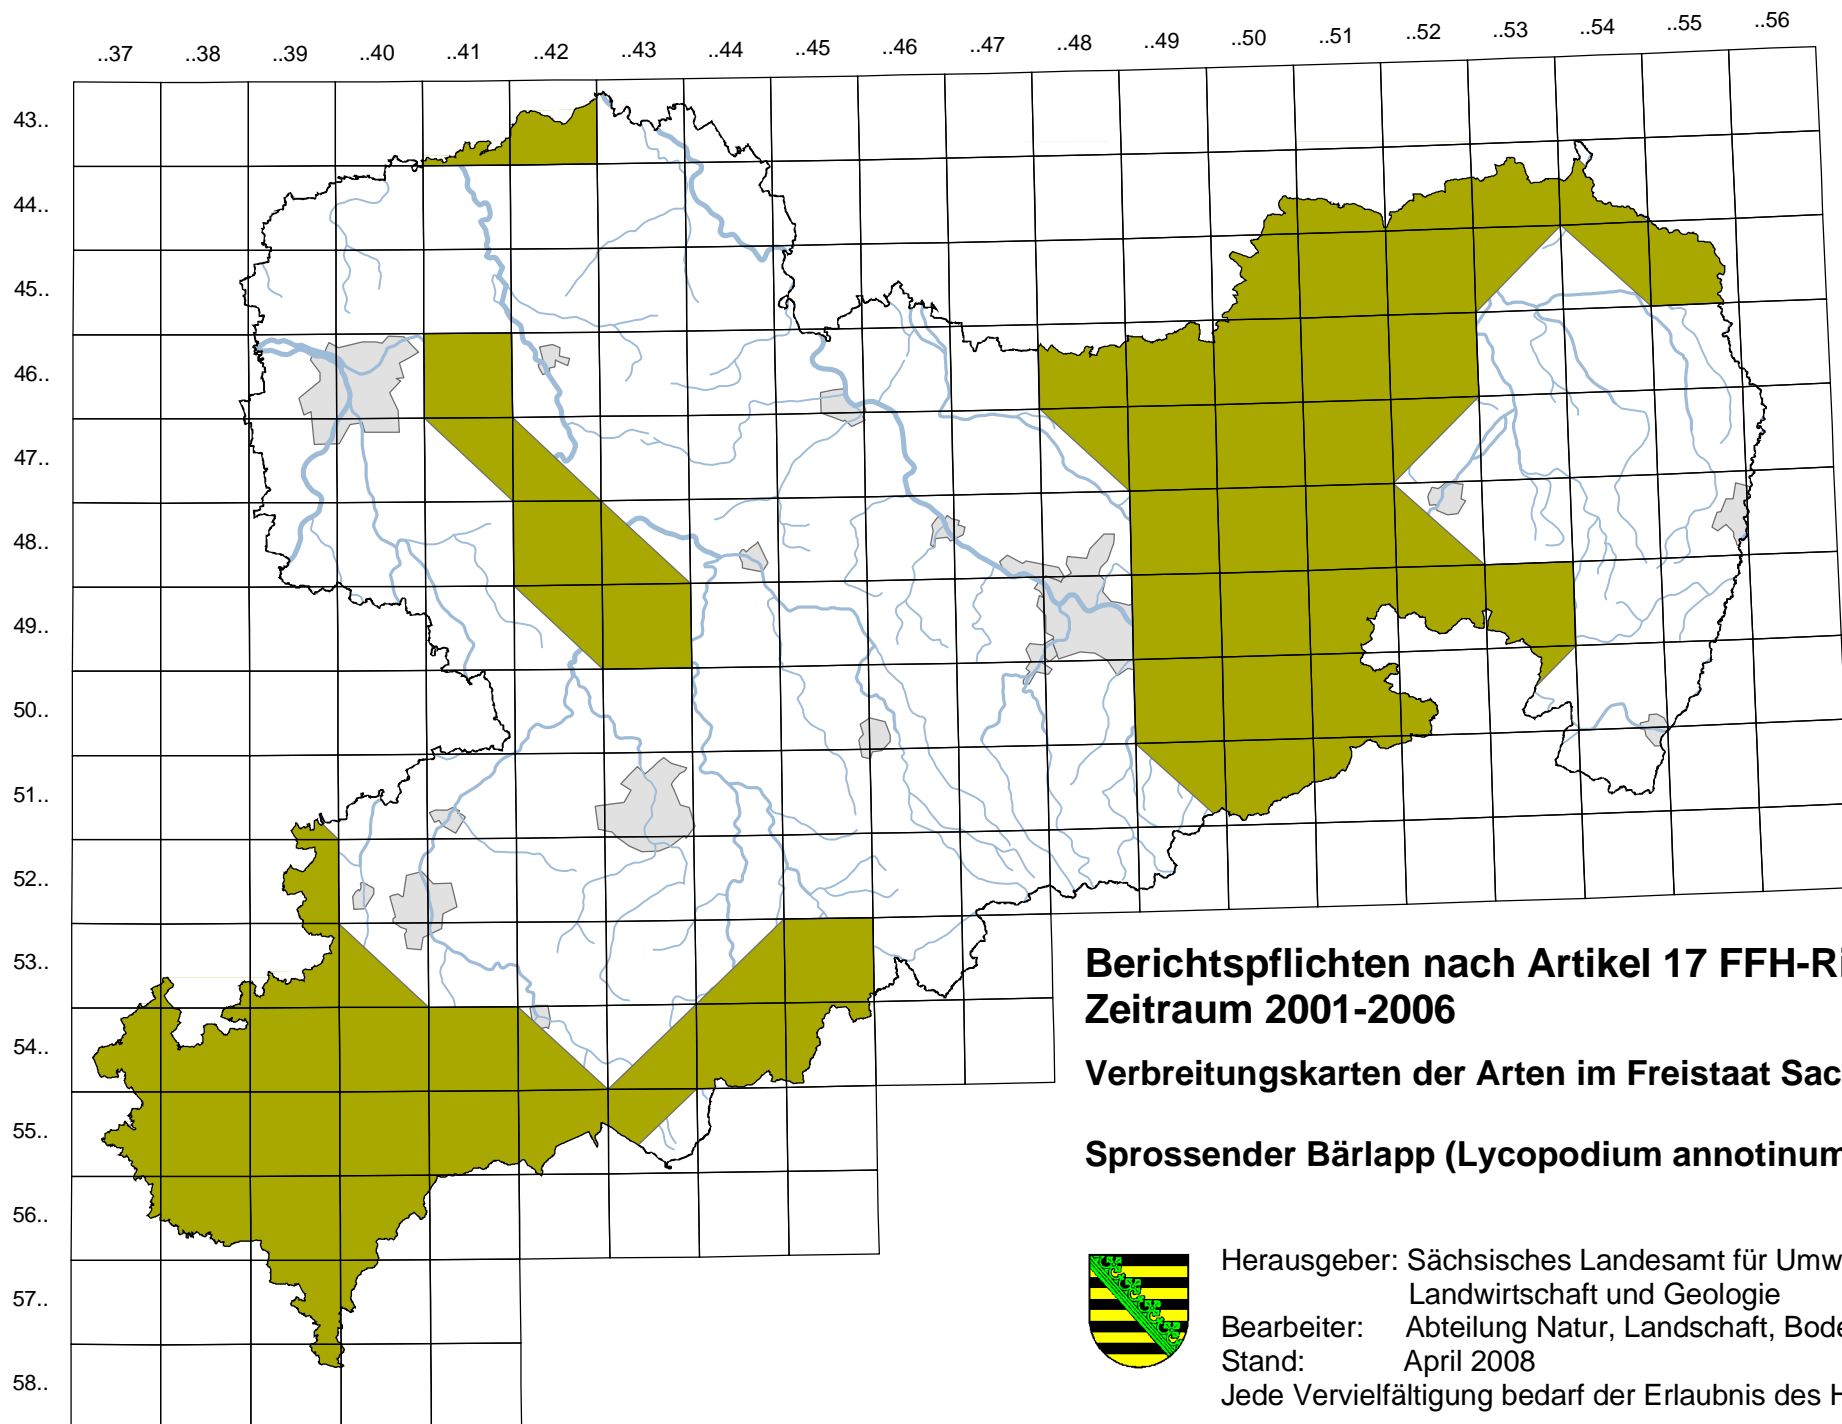 ..37 ..38 ..39 ..40 ..41 ..42 ..43 ..44 ..45 ..46 ..47 ..48 ..49 ..50 ..51 ..52 ..53 ..54 ..55 ..56
43..
44..
45..
46..
47..
48..
49..
50..
51..
52..
53..
54..
55..
56..
57..
58..
Berichtspflichten nach Artikel 17 FFH-Ri
Zeitraum 2001-2006
Verbreitungskarten der Arten im Freistaat Sac
Sprossender Bärlapp (Lycopodium annotinum
Herausgeber: Sächsisches Landesamt für Umw
Landwirtschaft und Geologie
Bearbeiter: Abteilung Natur, Landschaft, Bode
Stand: April 2008
Jede Vervielfältigung bedarf der Erlaubnis des H